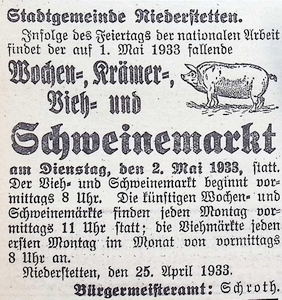 Stadtgemeinde Niederstetten.
Infolge des Feiertags der nationalen Arbeit
findet der auf 1. Mai 1933 fallende
Wochen-, Krämer-,
Vieh- und
Schweinemarkt
am Dienstag, den 2. Mai 1933, statt.
Der Vieh- und Schweinemarkt beginnt vor-
mittags 8 Uhr. Die künftigen Wochen- und
Schweinemärkte finden jeden Montag vor-
mittags 11 Uhr statt; die Viehmärkte jeden
ersten Montag im Monat von vormittags
8 Uhr an.
Niederstetten, den 25. April 1933.
Bürgermeisteramt: Schroth.